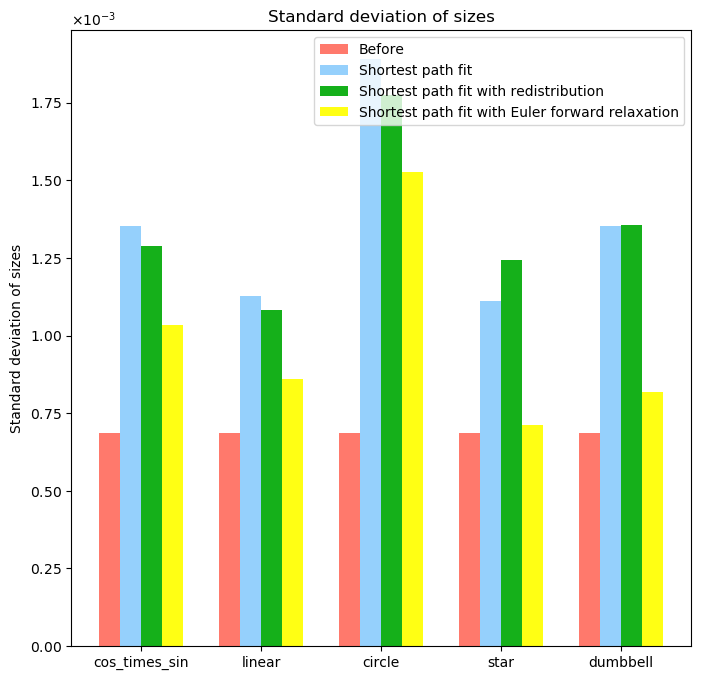 Standard deviation of sizes
×10⁻³
Before
Shortest path fit
Shortest path fit with redistribution
Shortest path fit with Euler forward relaxation
1.75
1.50
1.25
1.00
0.75
0.50
0.25
0.00
Standard deviation of sizes
cos_times_sin linear circle star dumbbell